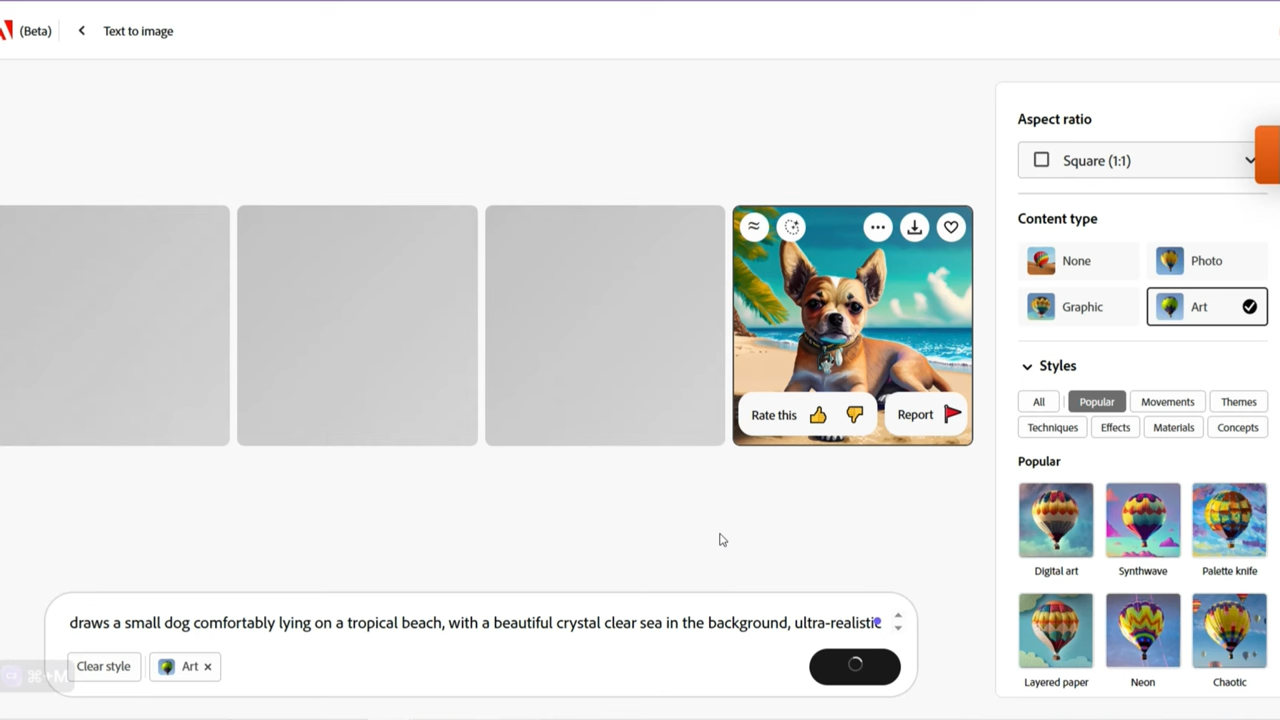 (Beta)
Text to image
Aspect ratio
Square (1:1)
Content type
None
Photo
Graphic
Art
Styles
All
Popular
Movements
Themes
Techniques
Effects
Materials
Concepts
Popular
Digital art
Synthwave
Palette knife
Layered paper
Neon
Chaotic
Rate this
Report
draws a small dog comfortably lying on a tropical beach, with a beautiful crystal clear sea in the background, ultra-realistic
Clear style
Art ×
⌘+M